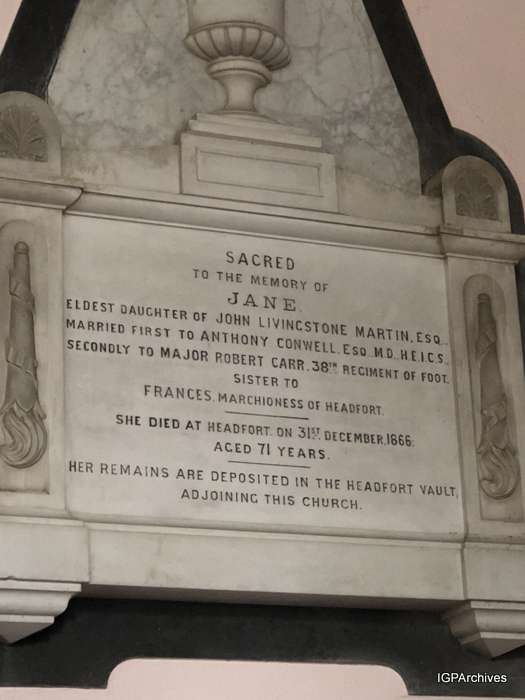 SACRED
TO THE MEMORY OF
JANE,
ELDEST DAUGHTER OF JOHN LIVINGSTONE MARTIN, ESQ.,
MARRIED FIRST TO ANTHONY CONWELL, ESQ. M.D. H.E.I.C.S.,
SECONDLY TO MAJOR ROBERT CARR, 38TH REGIMENT OF FOOT,
SISTER TO
FRANCES, MARCHIONESS OF HEADFORT.
SHE DIED AT HEADFORT, ON 31ST DECEMBER, 1866:
AGED 71 YEARS.
HER REMAINS ARE DEPOSITED IN THE HEADFORT VAULT,
ADJOINING THIS CHURCH.
IGPArchives